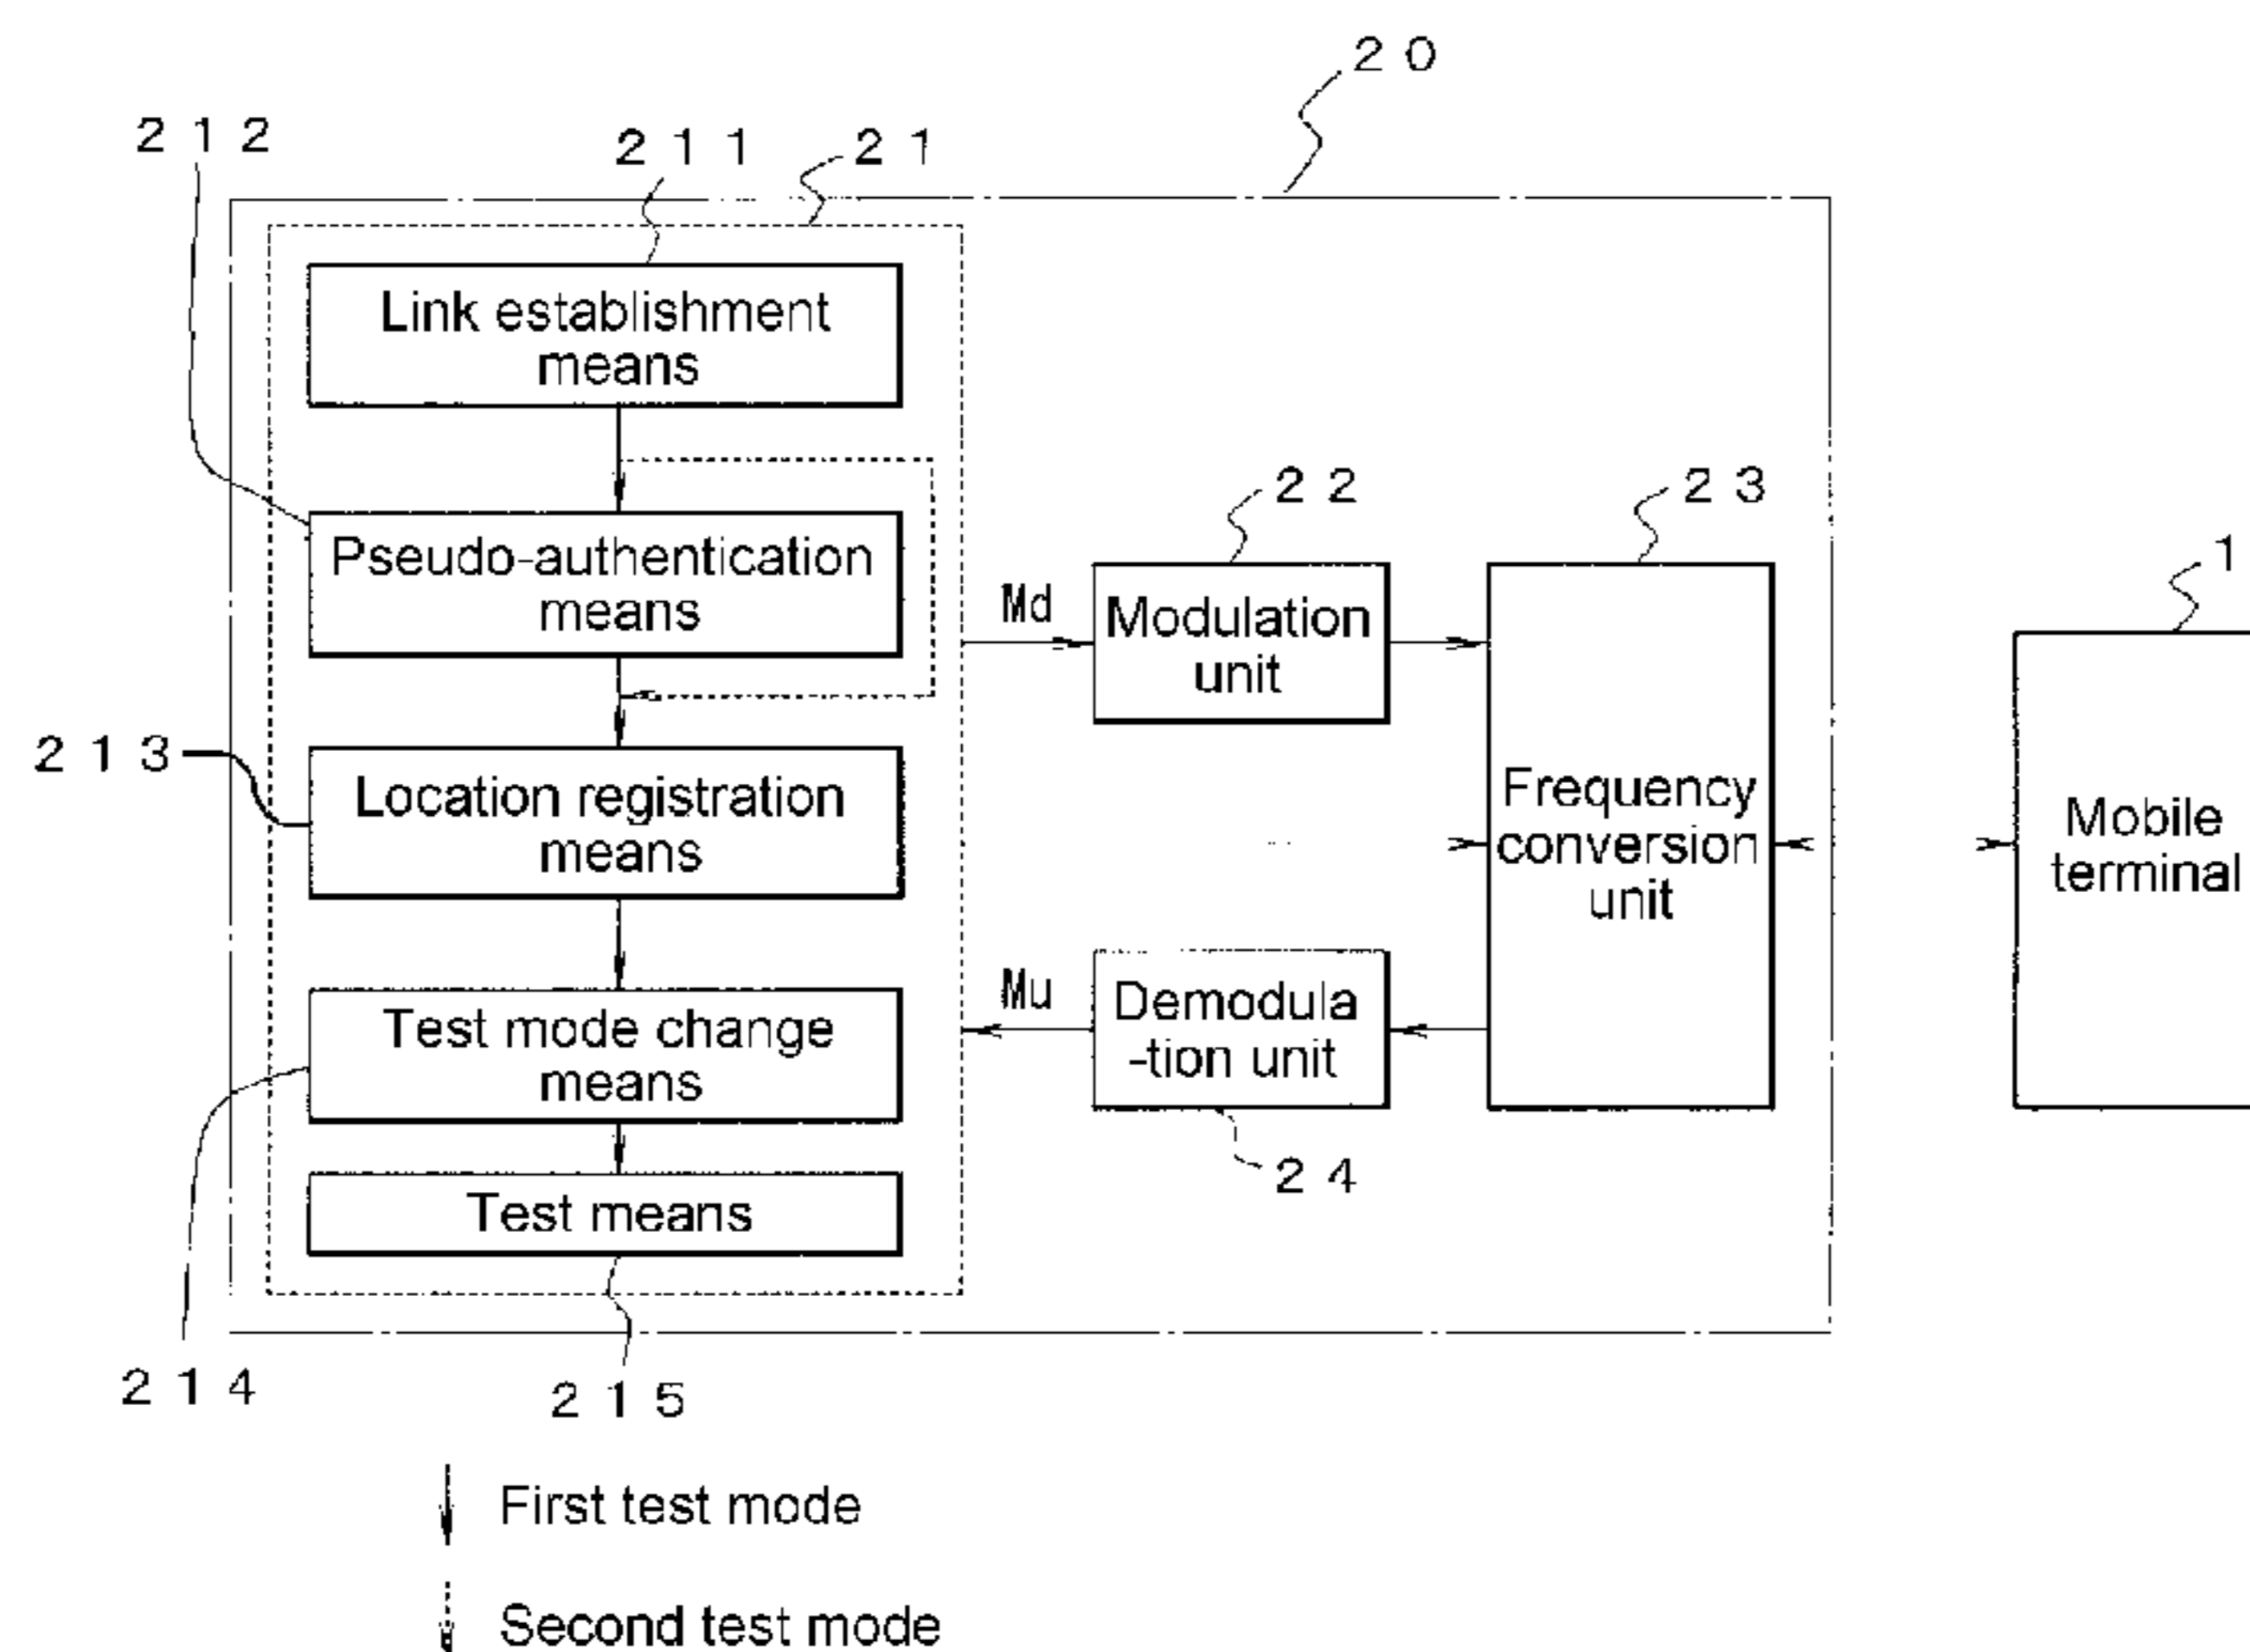 20
212
211
21
Link establishment
means
22
23
Pseudo-authentication
means
1
Md
Modulation
unit
213
Location registration
means
Frequency
conversion
unit
Mobile
terminal
Mu
Demodula
-tion unit
Test mode change
means
24
Test means
214
215
First test mode
Second test mode